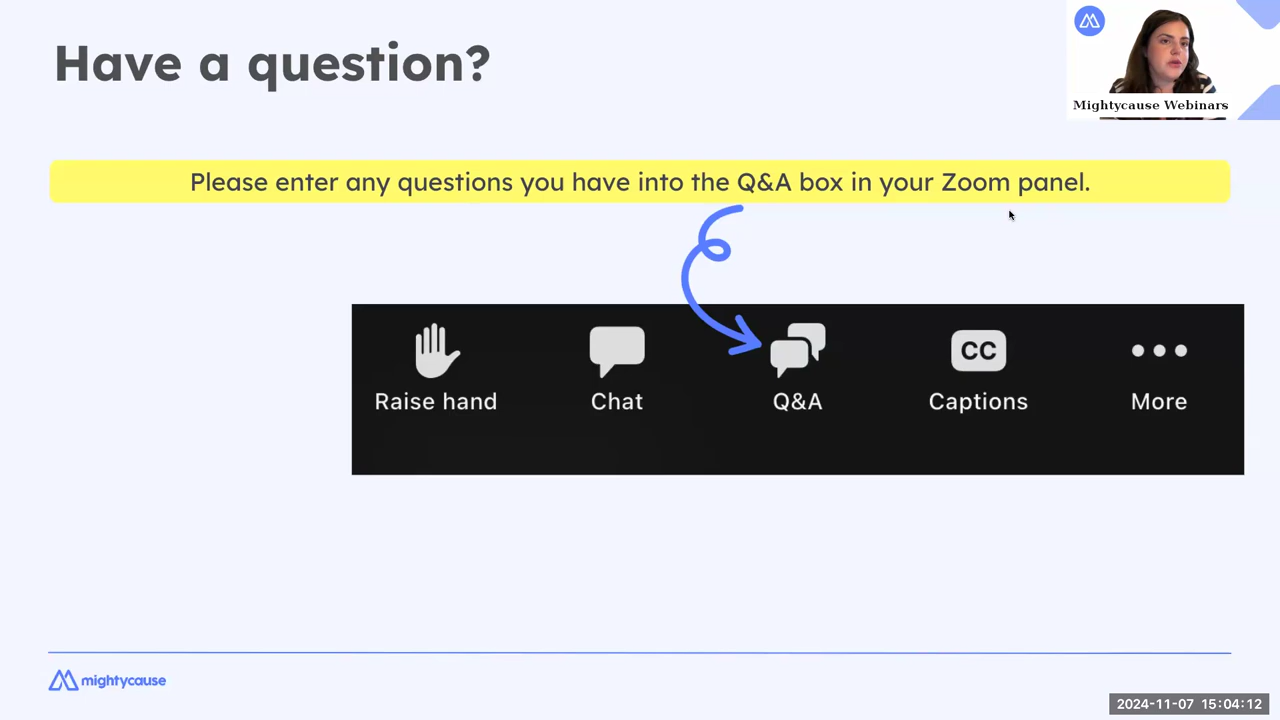 Have a question?
Mightycause Webinars
Please enter any questions you have into the Q&A box in your Zoom panel.
CC
Raise hand
Chat
Q&A
Captions
More
mightycause
2024-11-07 15:04:12